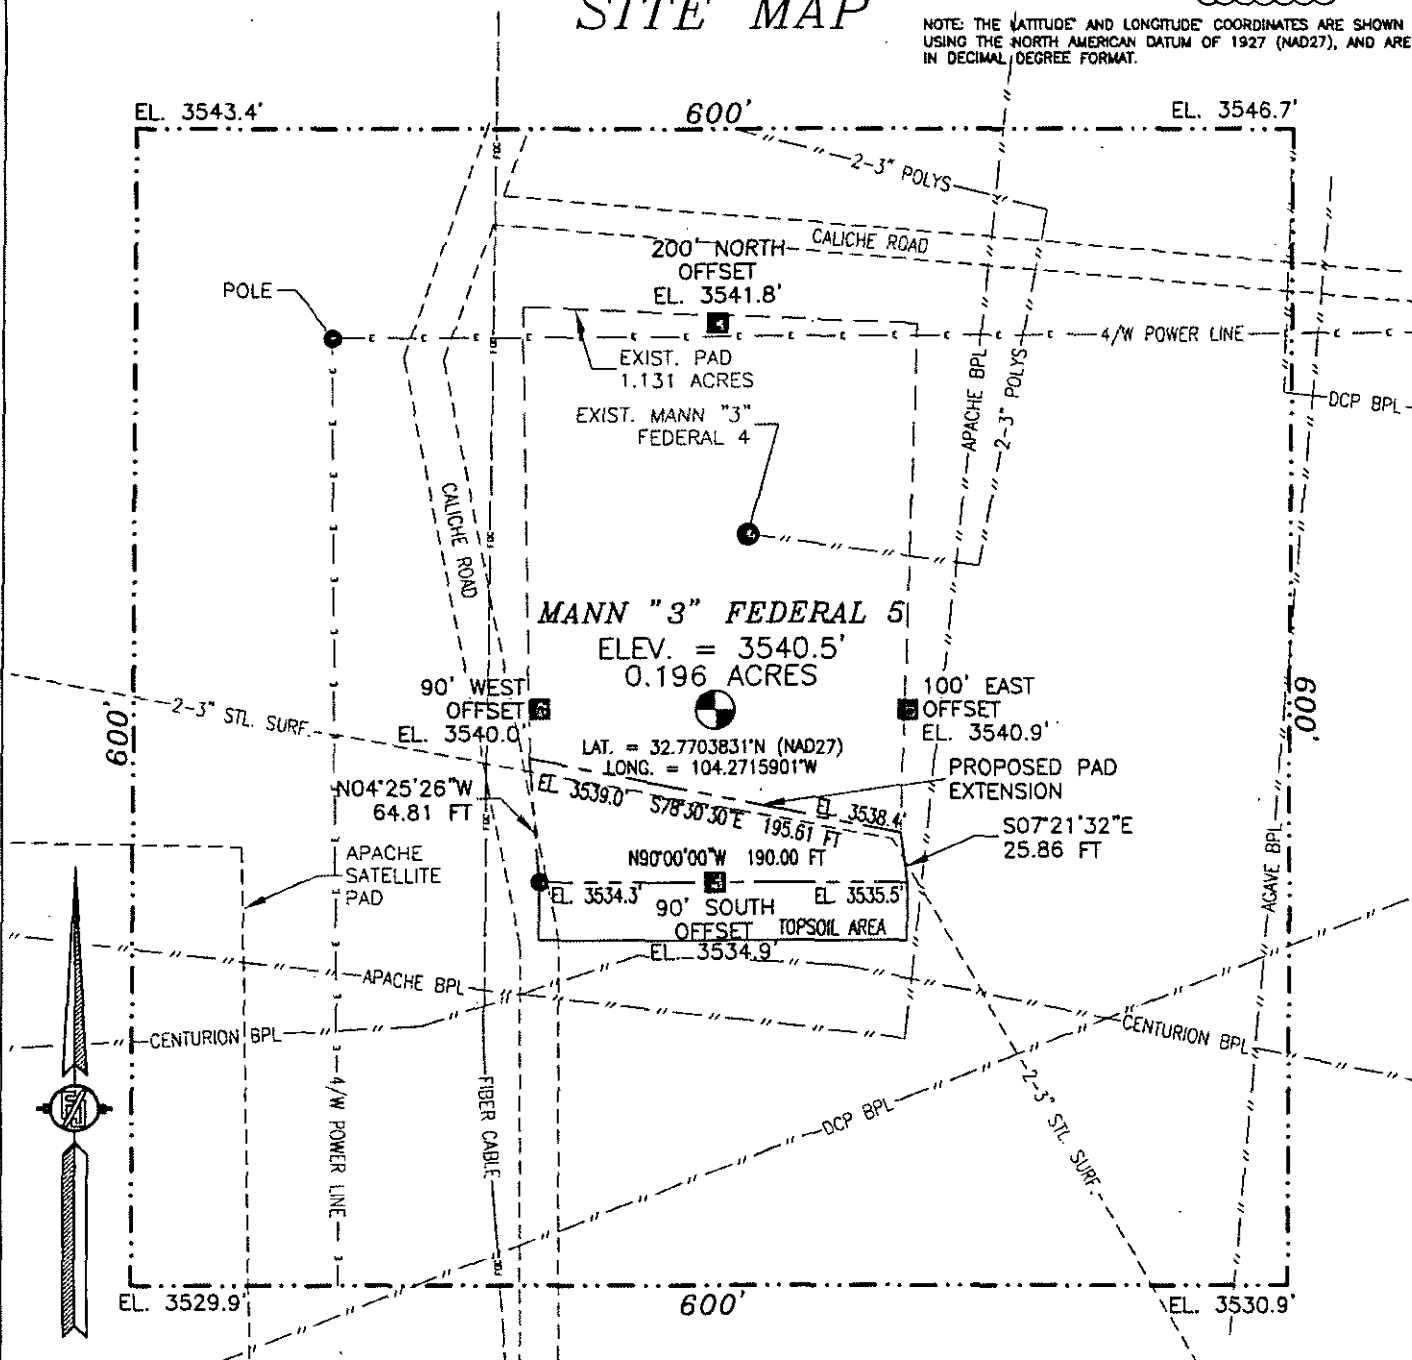 SITE MAP
NOTE: THE LATITUDE AND LONGITUDE COORDINATES ARE SHOWN
USING THE NORTH AMERICAN DATUM OF 1927 (NAD27), AND ARE
IN DECIMAL DEGREE FORMAT.
EL. 3543.4'
600'
EL. 3546.7'
2-3" POLYS
CALICHE ROAD
200' NORTH
OFFSET
EL. 3541.8'
POLE
4/W POWER LINE
EXIST. PAD
1.131 ACRES
APACHE BPL
2-3" POLYS
DCP BPL
EXIST. MANN "3"
FEDERAL 4
CALICHE ROAD
MANN "3" FEDERAL 5
ELEV. = 3540.5'
0.196 ACRES
90' WEST
OFFSET
EL. 3540.0'
100' EAST
OFFSET
EL. 3540.9'
600'
600'
2-3" STL. SURF.
LAT. = 32.7703831°N (NAD27)
LONG. = 104.2715901°W
PROPOSED PAD
EXTENSION
N04°25'26"W
64.81 FT
EL. 3539.0'
S78°30'30"E 195.61 FT
EL. 3538.4'
S07°21'32"E
25.86 FT
N90°00'00"W 190.00 FT
APACHE
SATELLITE
PAD
EL. 3534.3'
EL. 3535.5'
90' SOUTH
OFFSET
EL. 3534.9'
TOPSOIL AREA
AGAVE BPL
APACHE BPL
CENTURION BPL
CENTURION BPL
4/W POWER LINE
FIBER CABLE
DCP BPL
2-3" STL. SURF.
EL. 3529.9'
600'
EL. 3530.9'